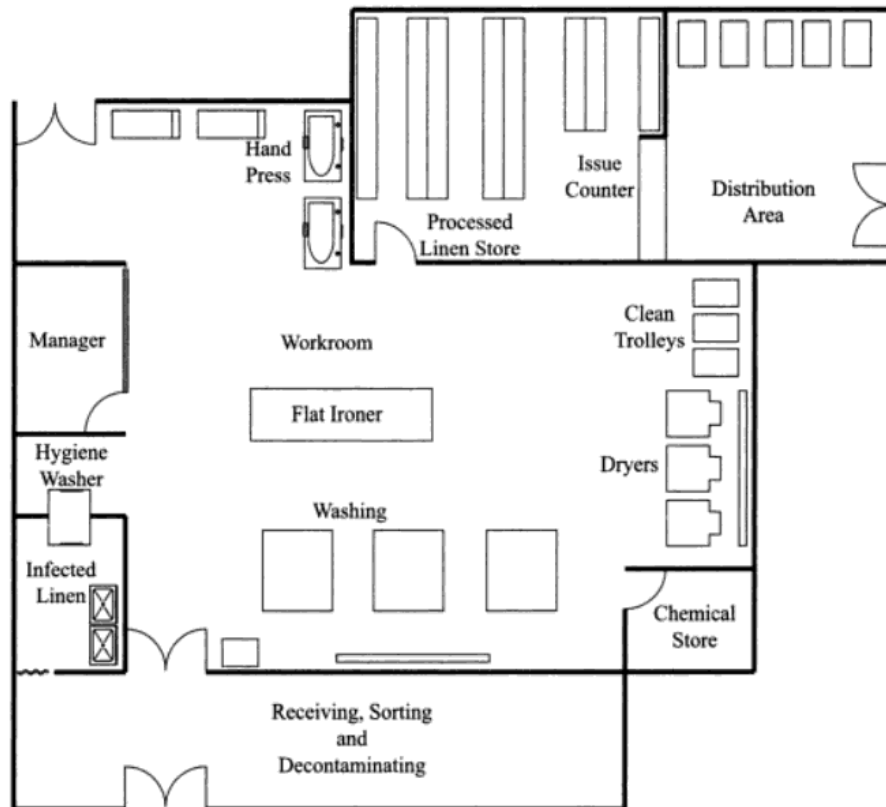 Hand
Press
Issue
Counter
Distribution
Area
Processed
Linen Store
Manager
Workroom
Clean
Trolleys
Flat Ironer
Hygiene
Washer
Dryers
Washing
Infected
Linen
Chemical
Store
Receiving, Sorting
and
Decontaminating